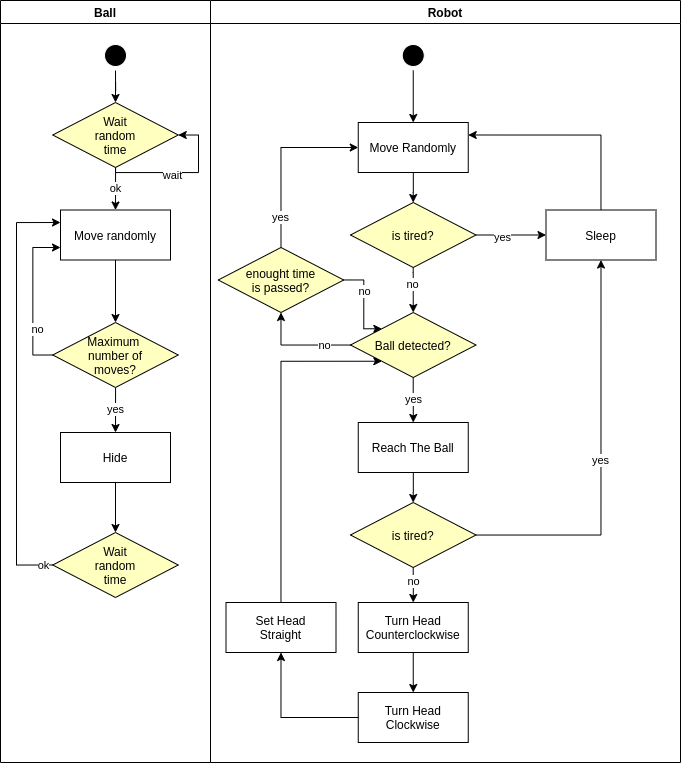 Ball
Robot
Wait
random
time
wait
ok
Move randomly
no
Maximum
number of
moves?
yes
Hide
Wait
random
time
ok
Move Randomly
is tired?
yes
Sleep
no
yes
enought time
is passed?
no
no
Ball detected?
yes
Reach The Ball
is tired?
yes
no
Turn Head
Counterclockwise
Turn Head
Clockwise
Set Head
Straight